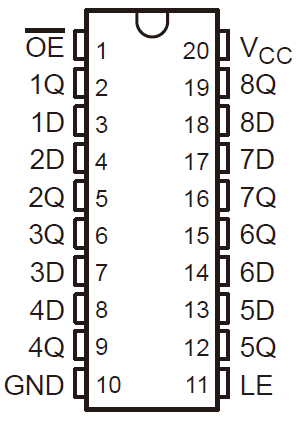 O̅E̅ 1 20 VCC
1Q 2 19 8Q
1D 3 18 8D
2D 4 17 7D
2Q 5 16 7Q
3Q 6 15 6Q
3D 7 14 6D
4D 8 13 5D
4Q 9 12 5Q
GND 10 11 LE